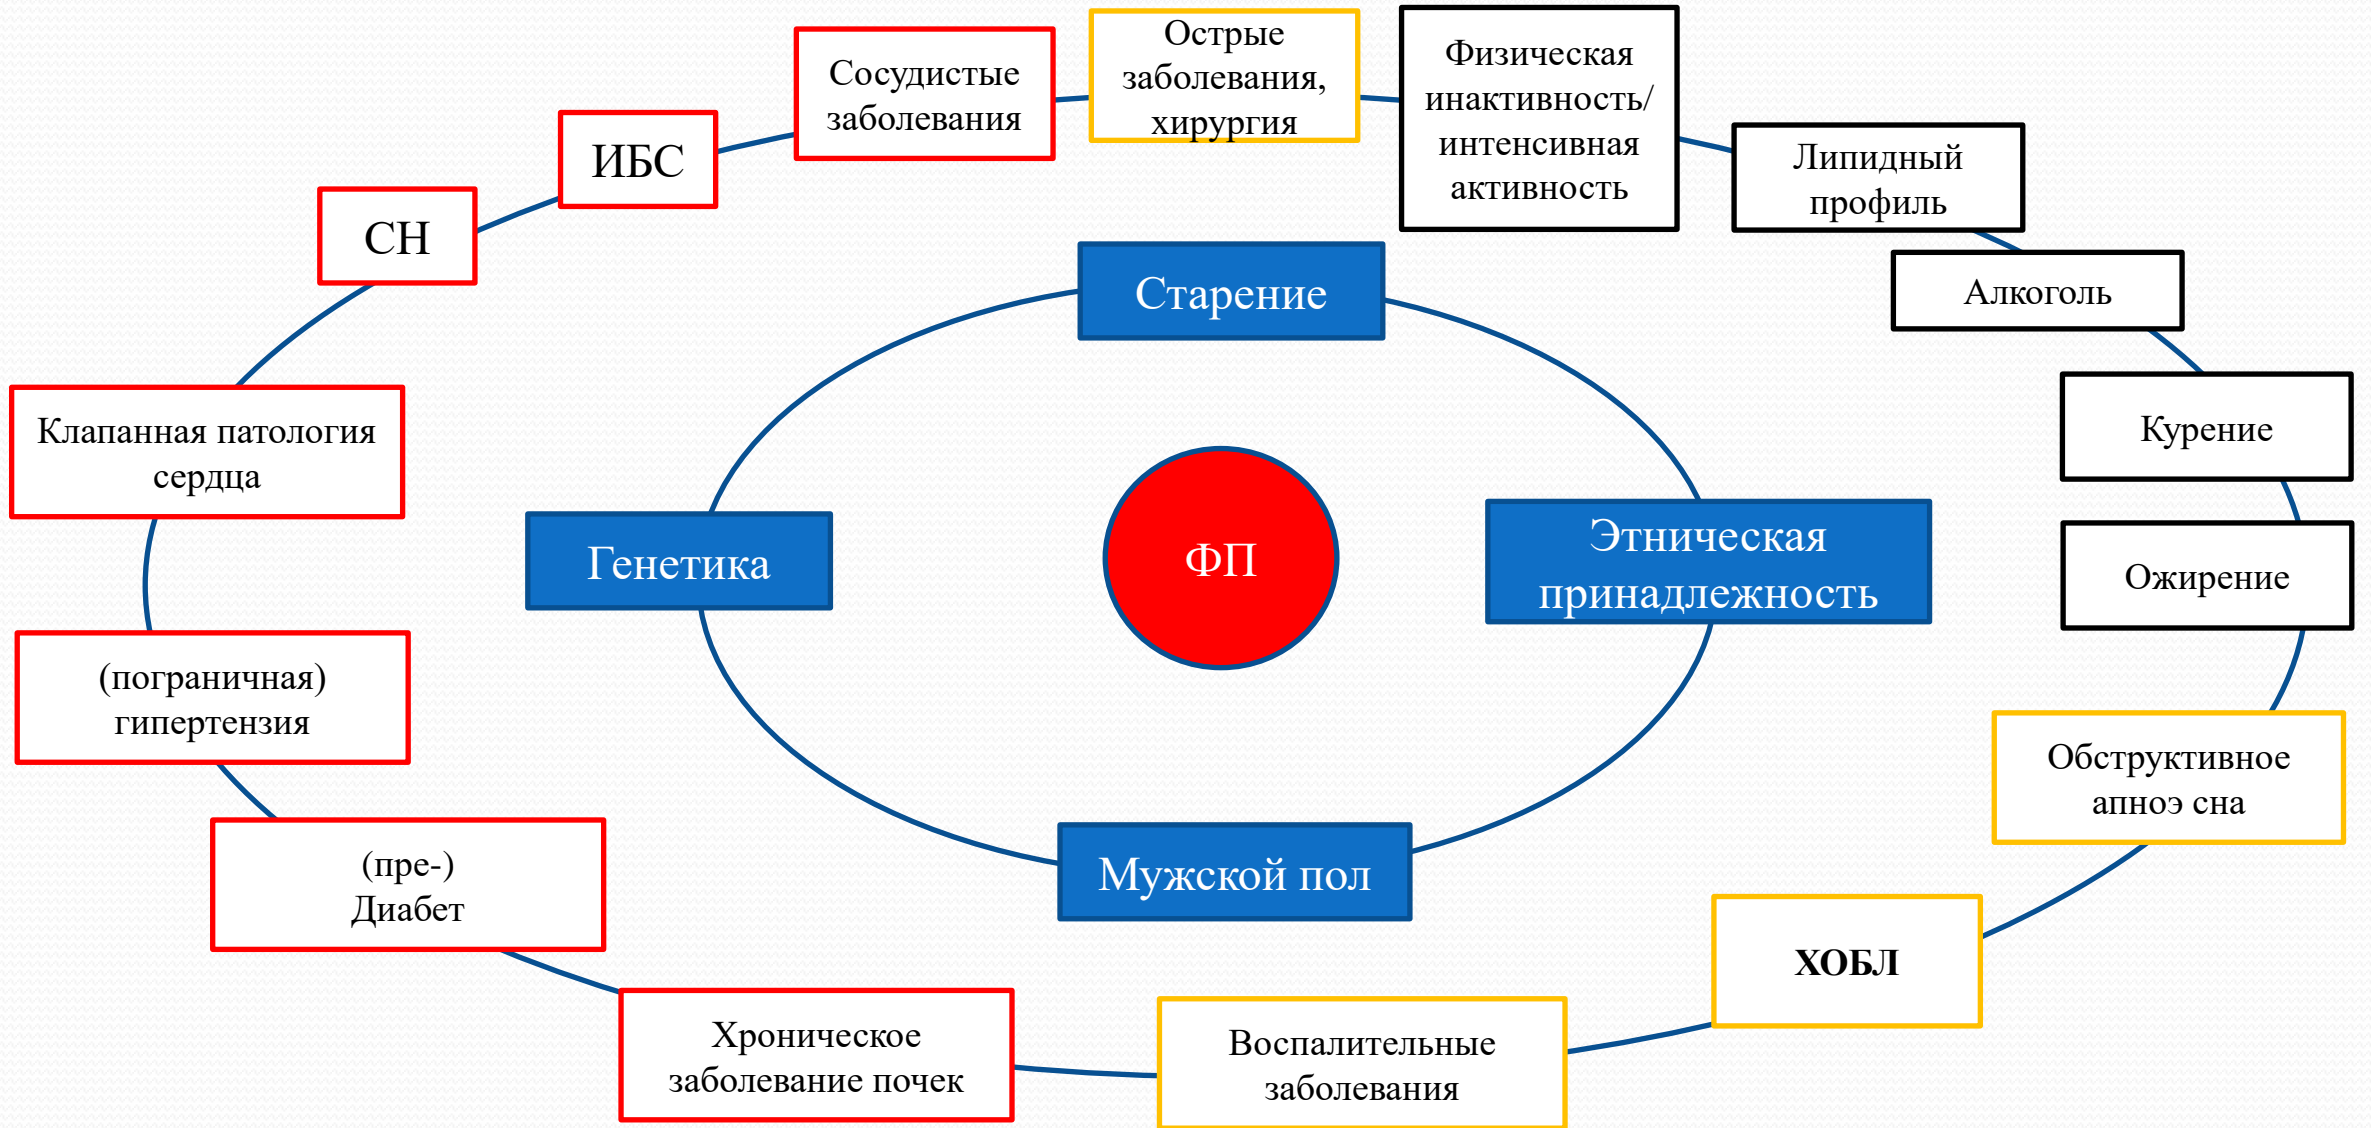 Острые
заболевания,
хирургия
Физическая
инактивность/
интенсивная
активность
Сосудистые
заболевания
ИБС
Липидный
профиль
СН
Старение
Алкоголь
Клапанная патология
сердца
Курение
Генетика
ФП
Этническая
принадлежность
Ожирение
(пограничная)
гипертензия
Обструктивное
апноэ сна
(пре-)
Диабет
Мужской пол
ХОБЛ
Хроническое
заболевание почек
Воспалительные
заболевания